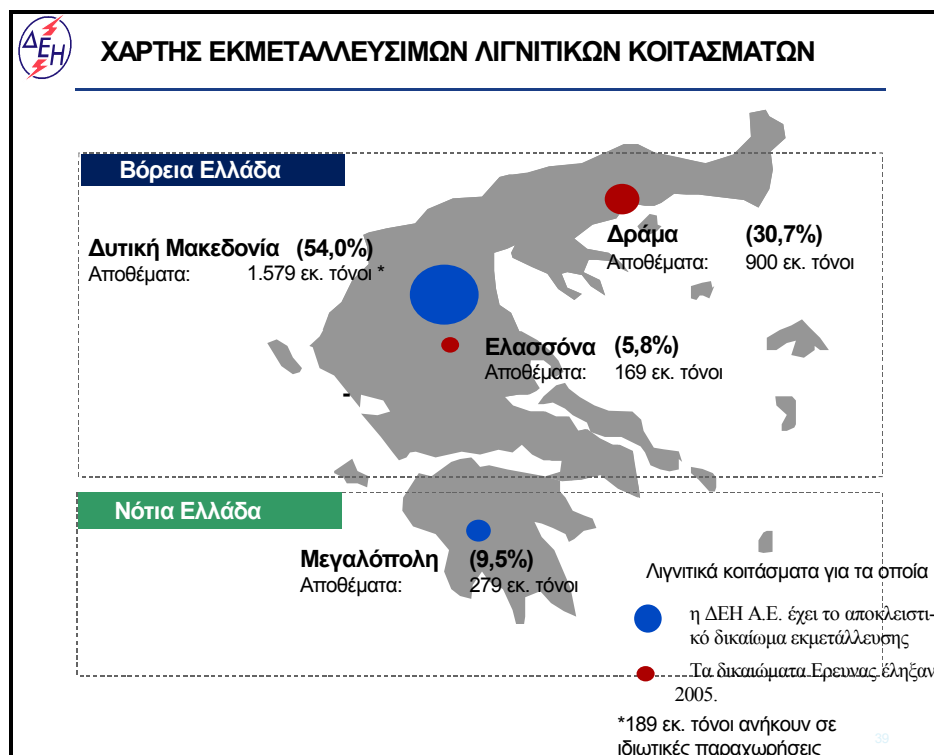 ΔΕΗ
ΧΑΡΤΗΣ ΕΚΜΕΤΑΛΛΕΥΣΙΜΩΝ ΛΙΓΝΙΤΙΚΩΝ ΚΟΙΤΑΣΜΑΤΩΝ
Βόρεια Ελλάδα
Δυτική Μακεδονία (54,0%)
Αποθέματα: 1.579 εκ. τόνοι *
Δράμα (30,7%)
Αποθέματα: 900 εκ. τόνοι
Ελασσόνα (5,8%)
Αποθέματα: 169 εκ. τόνοι
-
Νότια Ελλάδα
Μεγαλόπολη (9,5%)
Αποθέματα: 279 εκ. τόνοι
Λιγνιτικά κοιτάσματα για τα οποία
η ΔΕΗ Α.Ε. έχει το αποκλειστι-
κό δικαίωμα εκμετάλλευσης
Τα δικαιώματα Ερευνας έληξαν
2005.
*189 εκ. τόνοι ανήκουν σε
ιδιωτικές παραχωρήσεις
39